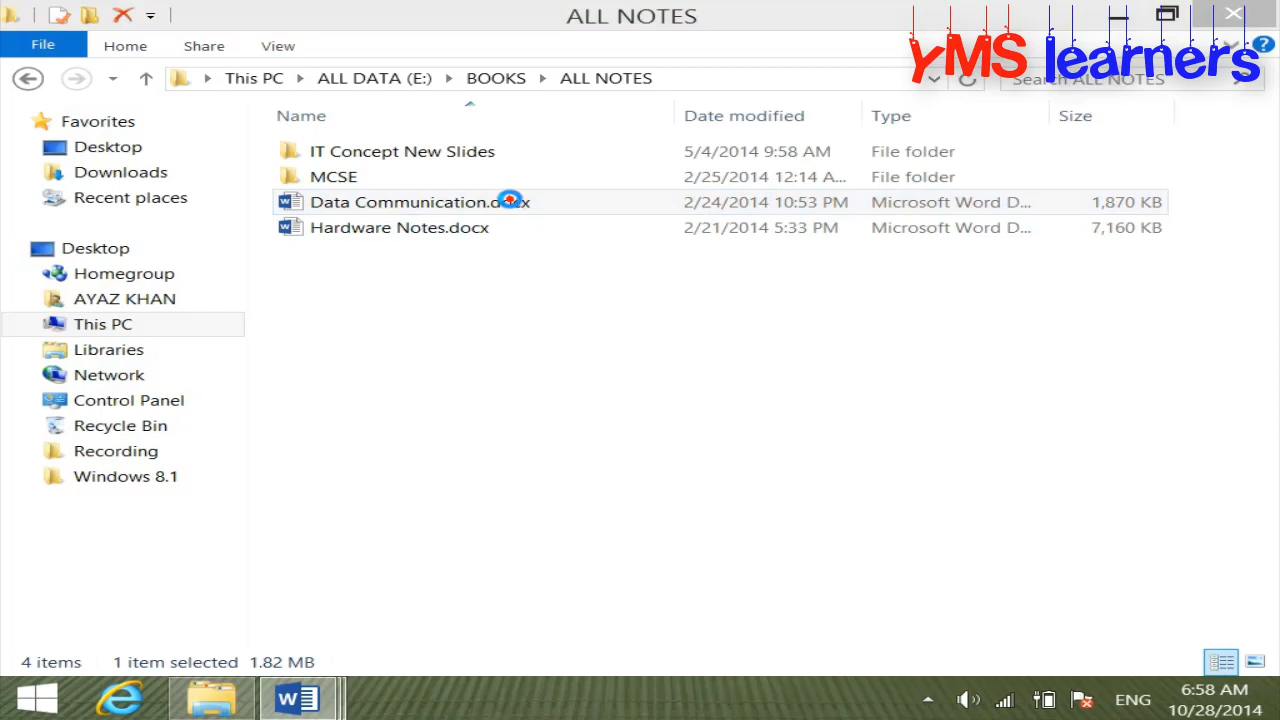 ALL NOTES
File Home Share View
YMS learners
This PC ALL DATA (E:) BOOKS ALL NOTES Search ALL NOTES
Name Date modified Type Size
Favorites
Desktop
Downloads
Recent places
Desktop
Homegroup
AYAZ KHAN
This PC
Libraries
Network
Control Panel
Recycle Bin
Recording
Windows 8.1
IT Concept New Slides 5/4/2014 9:58 AM File folder
MCSE 2/25/2014 12:14 A... File folder
Data Communication.docx 2/24/2014 10:53 PM Microsoft Word D... 1,870 KB
Hardware Notes.docx 2/21/2014 5:33 PM Microsoft Word D... 7,160 KB
4 items 1 item selected 1.82 MB
ENG
6:58 AM
10/28/2014